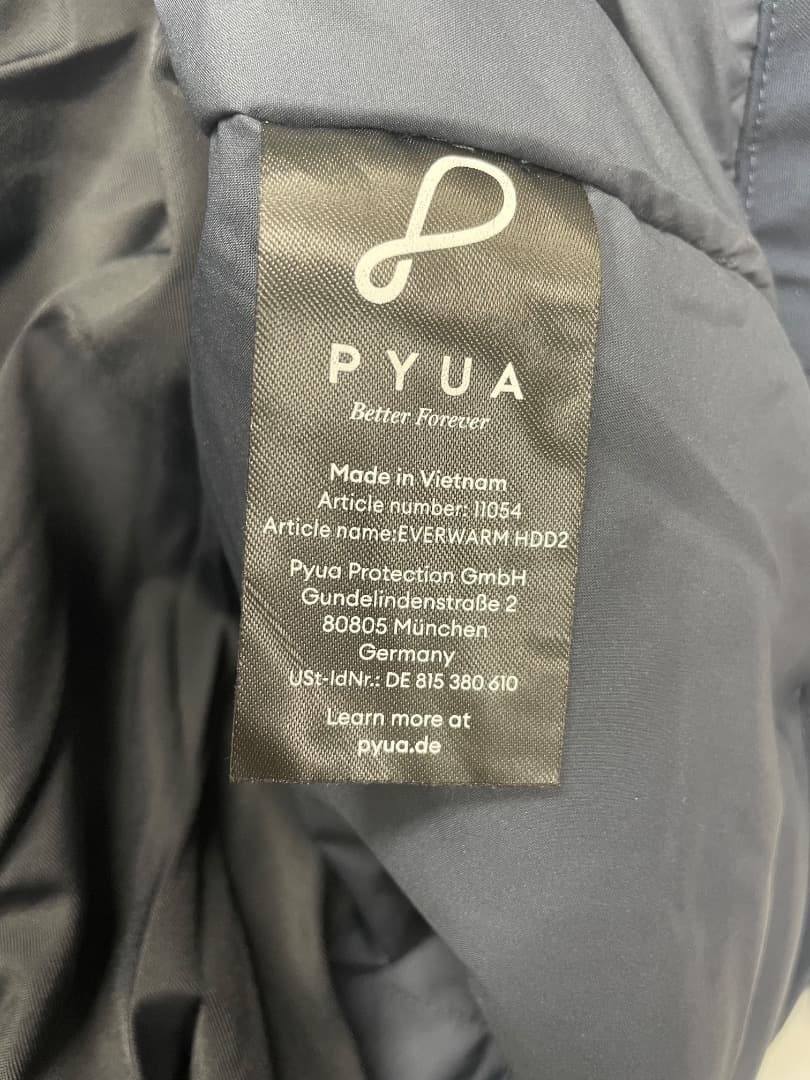 PYUA
Better Forever
Made in Vietnam
Article number: 11054
Article name:EVERWARM HDD2
Pyua Protection GmbH
Gundelindenstraße 2
80805 München
Germany
USt-IdNr.: DE 815 380 610
Learn more at
pyua.de